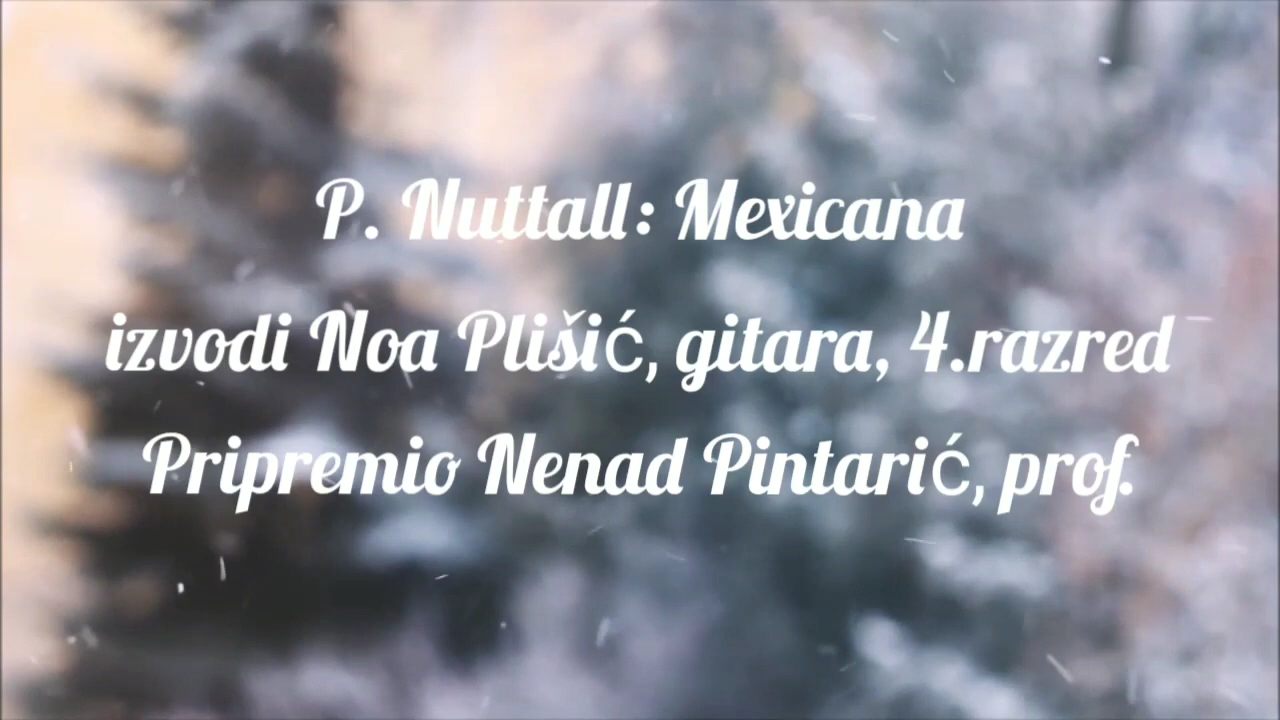 P. Nuttall: Mexicana
izvodi Noa Plišić, gitara, 4.razred
Pripremio Nenad Pintarić, prof.